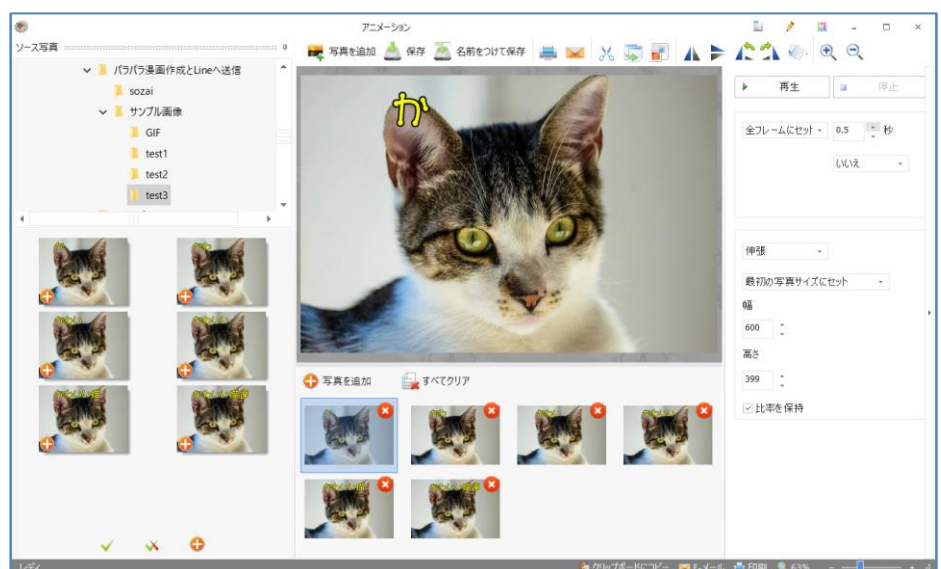 アニメーション
ソース写真
写真を追加 保存 名前をつけて保存
パラパラ漫画作成とLineへ送信
sozai
サンプル画像
GIF
test1
test2
test3
か
再生 停止
全フレームにセット 0.5 秒
いいえ
伸張
最初の写真サイズにセット
幅
600
高さ
399
比率を保持
写真を追加 すべてクリア
レディ クリップボードにコピー E-メール 印刷 63%